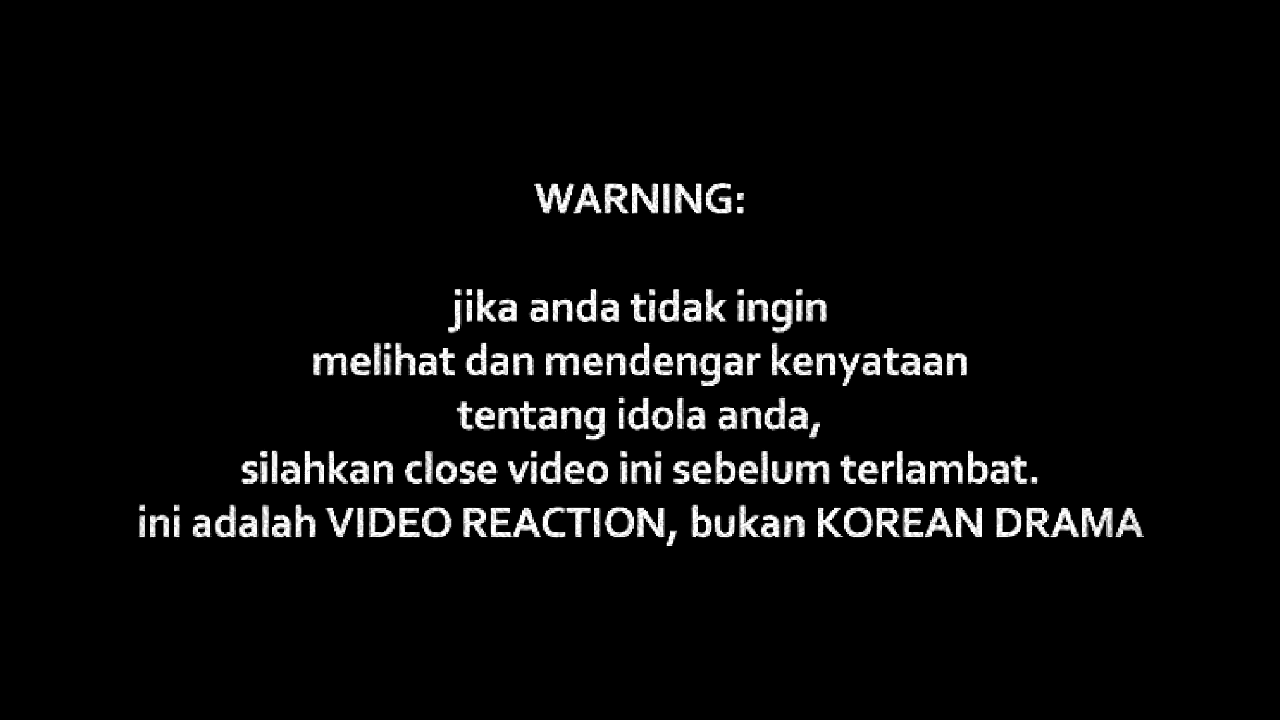 WARNING:
jika anda tidak ingin
melihat dan mendengar kenyataan
tentang idola anda,
silahkan close video ini sebelum terlambat.
ini adalah VIDEO REACTION, bukan KOREAN DRAMA